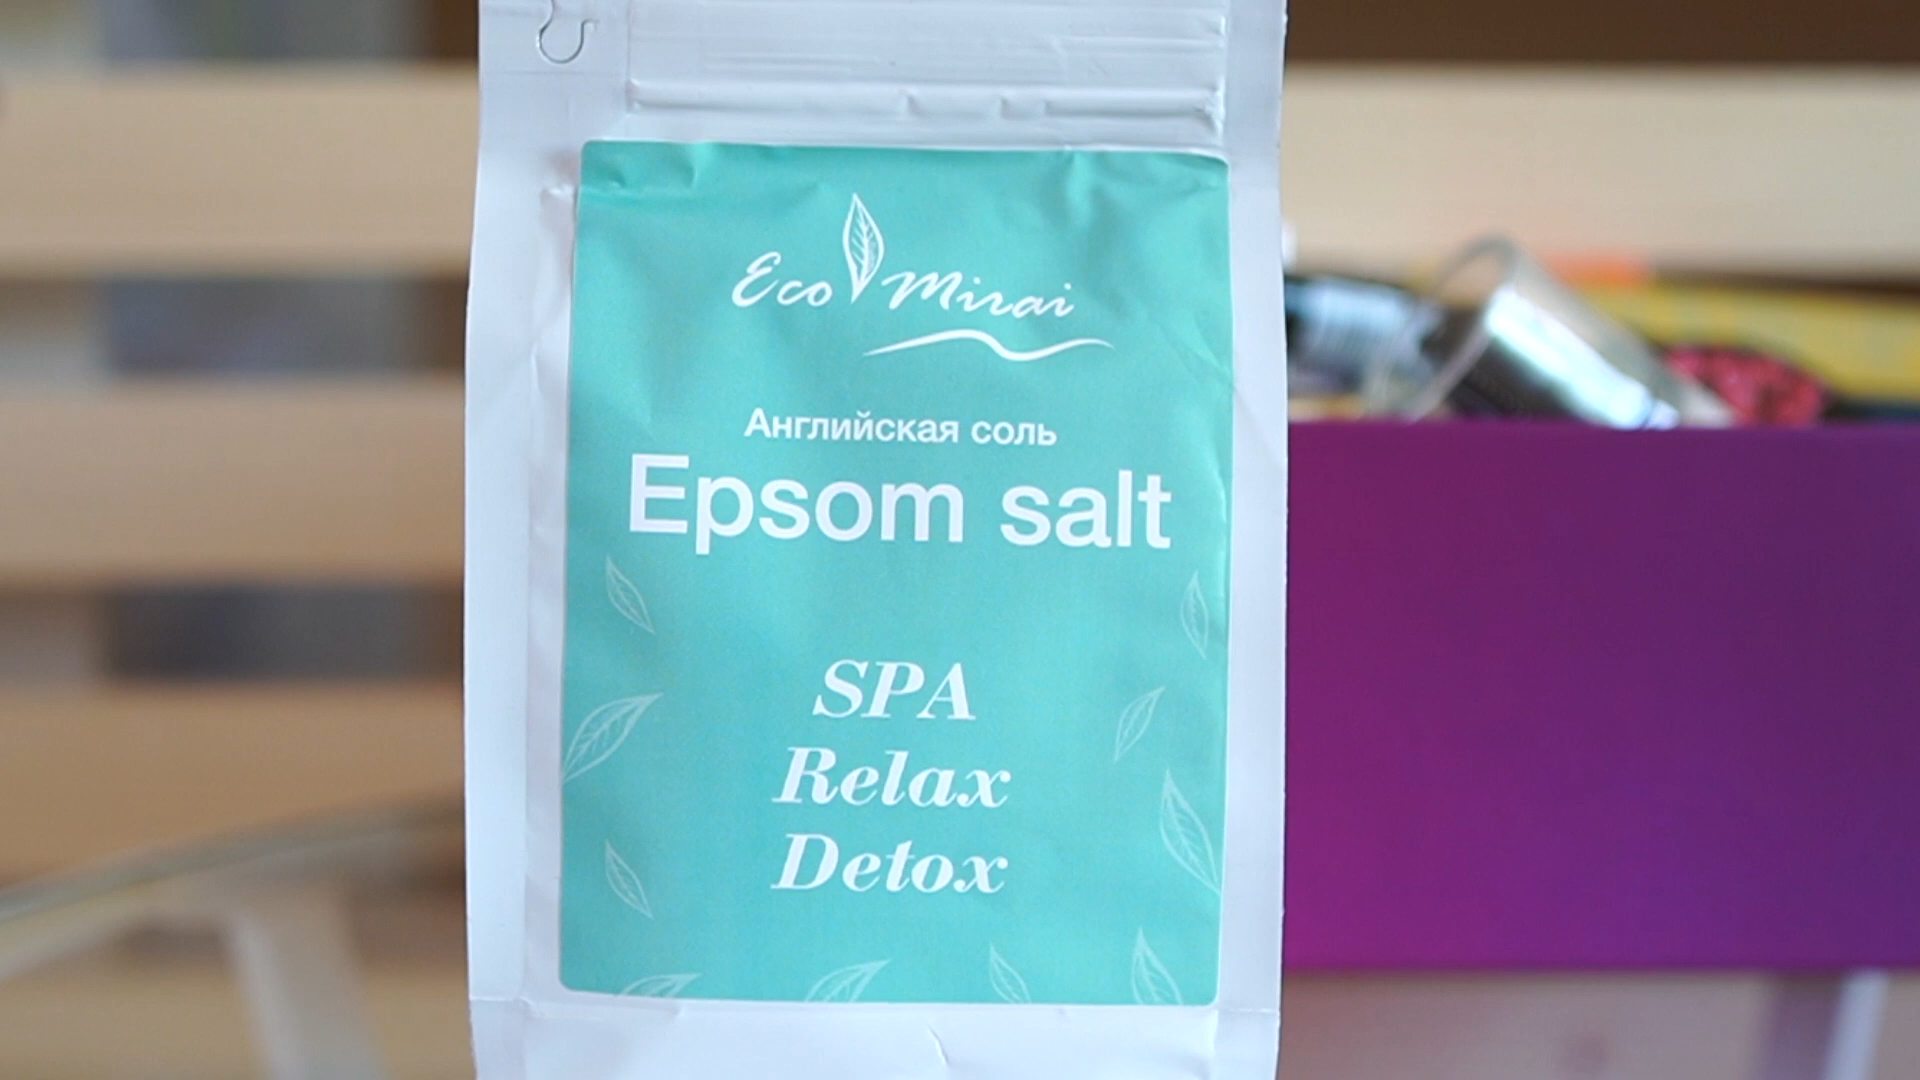 Eco Mirai
Английская соль
Epsom salt
SPA
Relax
Detox